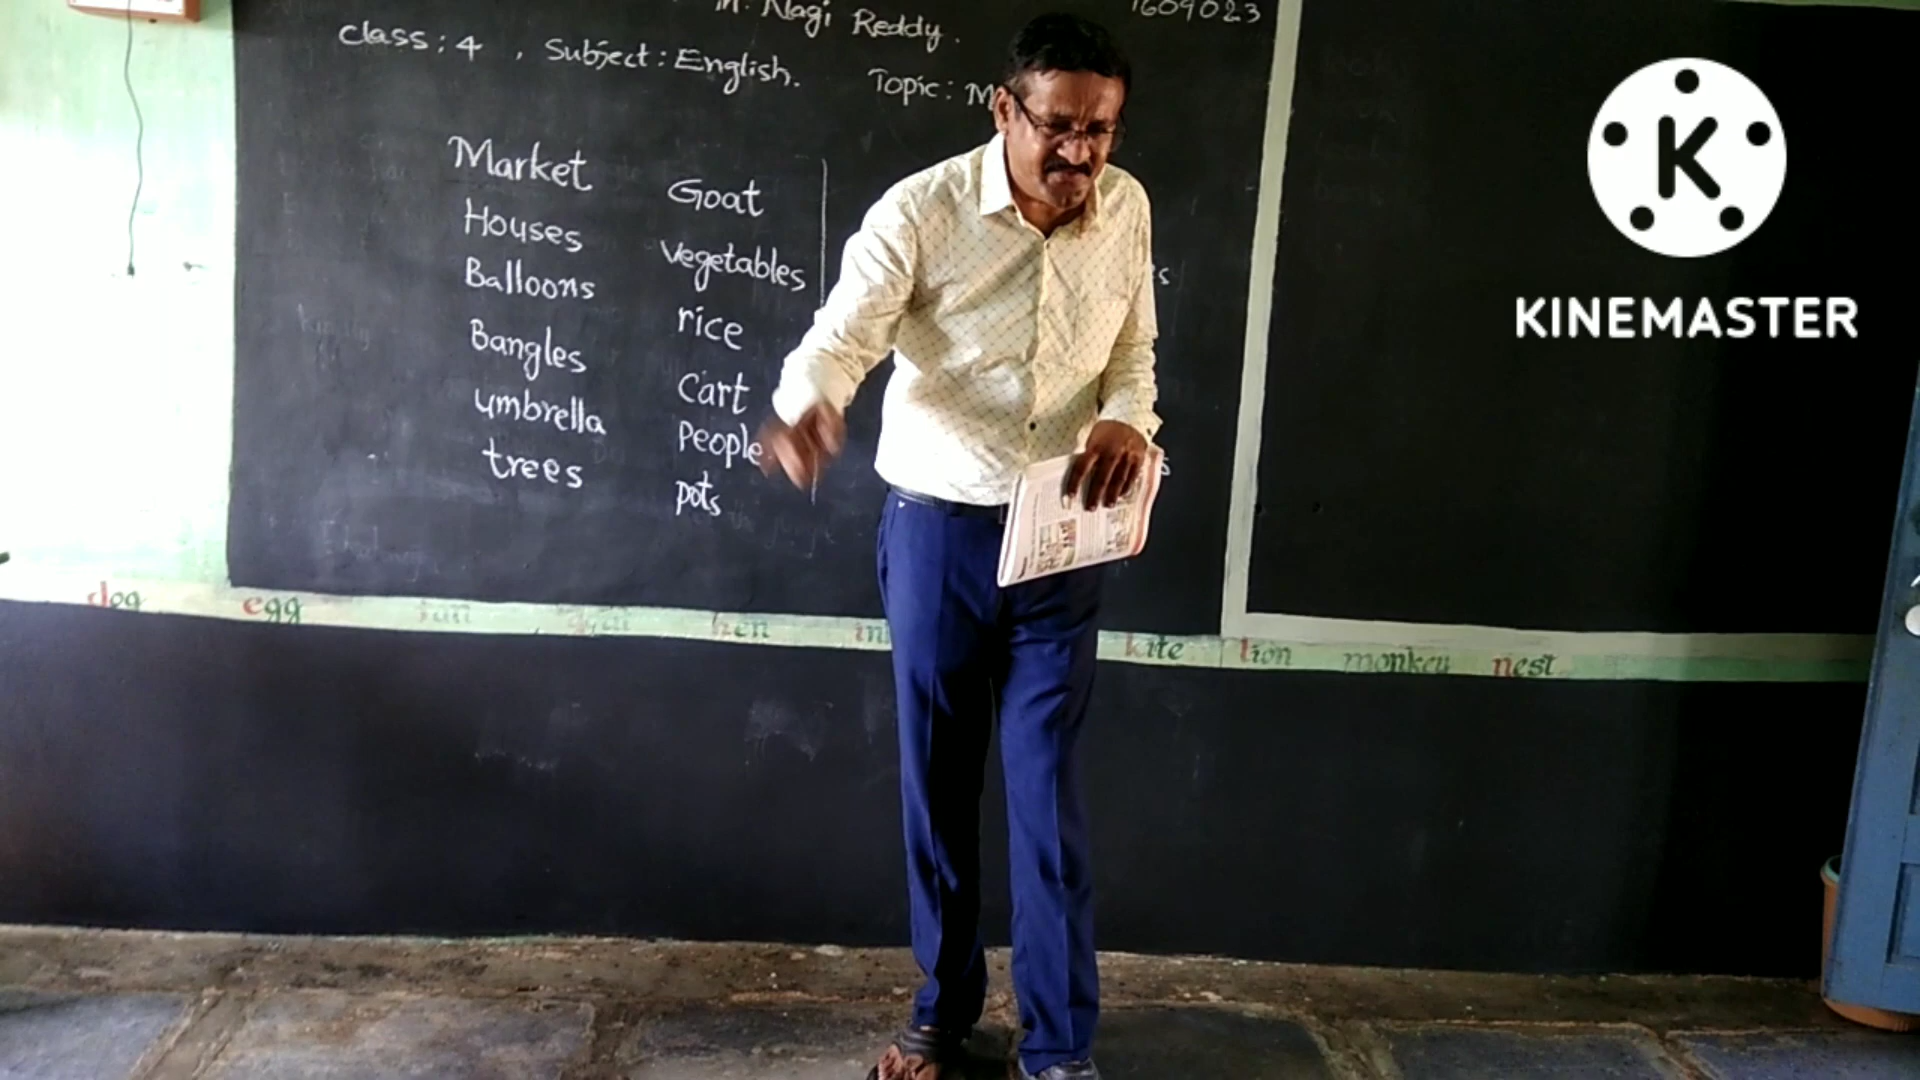 M. Nagi Reddy. 1609023
Class: 4, Subject: English. Topic: M
Market Goat
Houses Vegetables
Balloons rice
Bangles Cart
umbrella People
trees pots
dog egg hen kite lion monkey nest
K
KINEMASTER